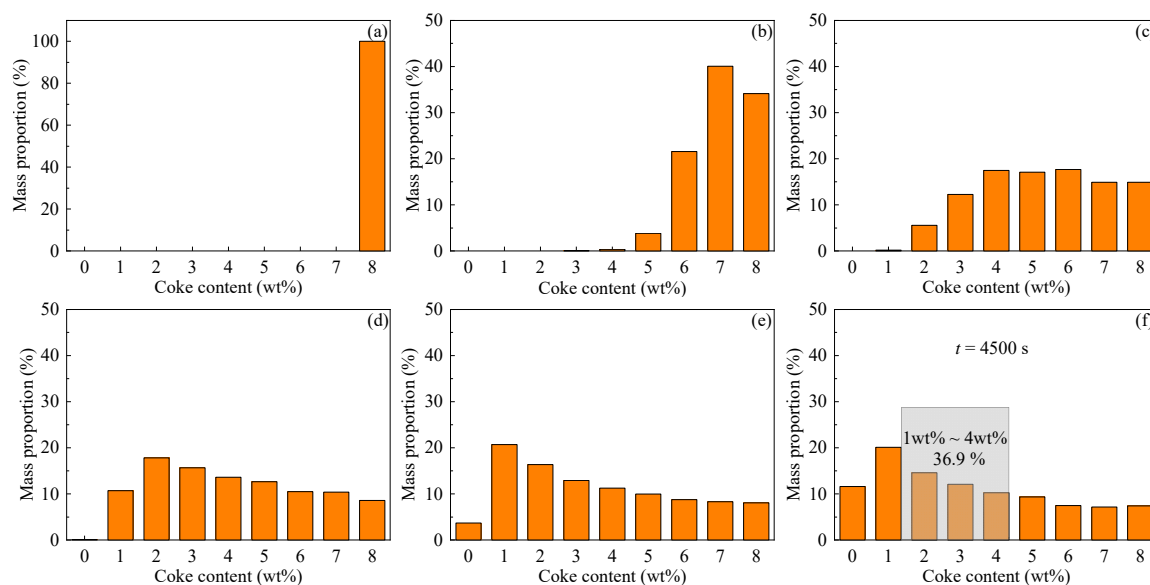 (a)
100
80
60
40
20
0
Mass proportion (%)
0 1 2 3 4 5 6 7 8
Coke content (wt%)
(b)
50
40
30
20
10
0
Mass proportion (%)
0 1 2 3 4 5 6 7 8
Coke content (wt%)
(c
50
40
30
20
10
0
Mass proportion (%)
0 1 2 3 4 5 6 7 8
Coke content (wt%)
(d)
50
40
30
20
10
0
Mass proportion (%)
0 1 2 3 4 5 6 7 8
Coke content (wt%)
(e)
50
40
30
20
10
0
Mass proportion (%)
0 1 2 3 4 5 6 7 8
Coke content (wt%)
(f)
50
40
30
20
10
0
Mass proportion (%)
t = 4500 s
1wt% ~ 4wt%
36.9 %
0 1 2 3 4 5 6 7 8
Coke content (wt%)